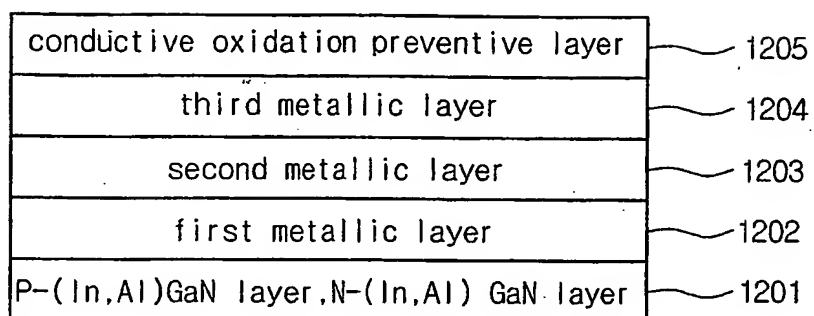 conductive oxidation preventive layer 1205
third metallic layer 1204
second metallic layer 1203
first metallic layer 1202
P-(In,Al)GaN layer,N-(In,Al) GaN layer 1201